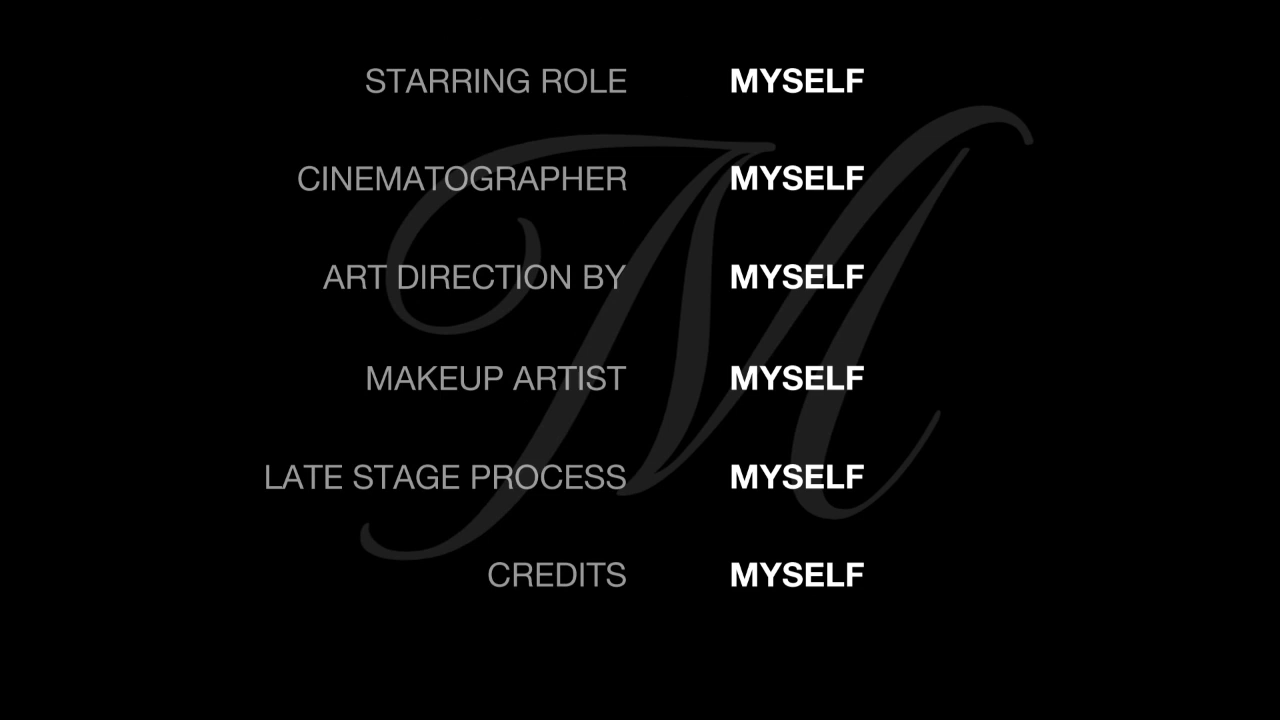 STARRING ROLE MYSELF
CINEMATOGRAPHER MYSELF
ART DIRECTION BY MYSELF
MAKEUP ARTIST MYSELF
LATE STAGE PROCESS MYSELF
CREDITS MYSELF
M